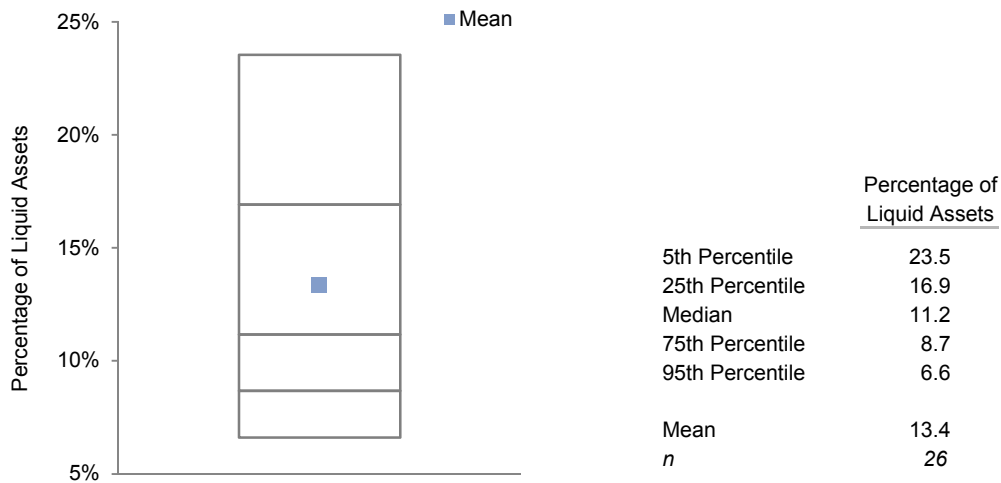 25%
20%
15%
10%
5%
Percentage of Liquid Assets
Mean
Percentage of
Liquid Assets
5th Percentile 23.5
25th Percentile 16.9
Median 11.2
75th Percentile 8.7
95th Percentile 6.6
Mean 13.4
n 26